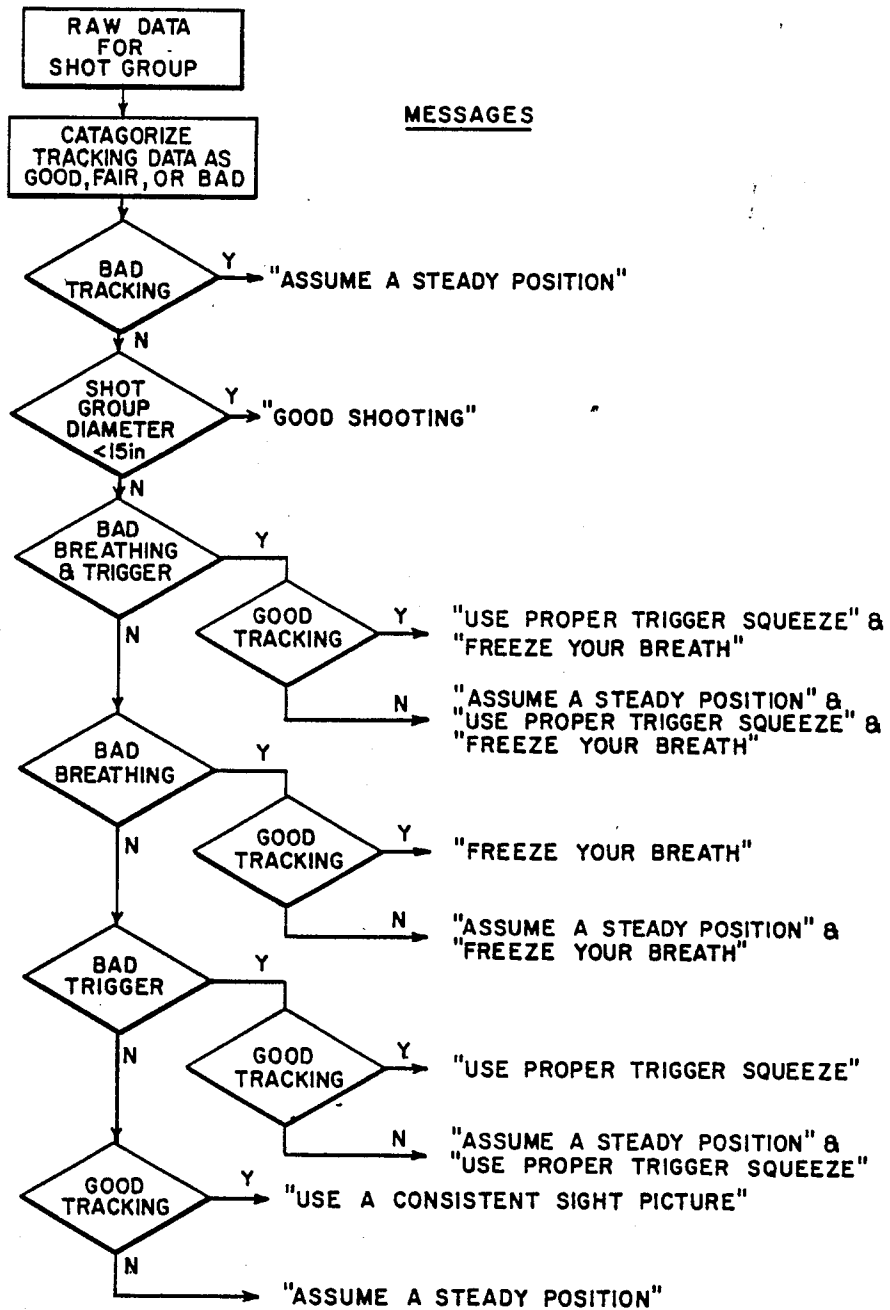 RAW DATA
FOR
SHOT GROUP
MESSAGES
CATAGORIZE
TRACKING DATA AS
GOOD, FAIR, OR BAD
BAD
TRACKING
Y
"ASSUME A STEADY POSITION"
N
SHOT
GROUP
DIAMETER
<15in
Y
"GOOD SHOOTING"
N
BAD
BREATHING
& TRIGGER
Y
N
GOOD
TRACKING
Y
"USE PROPER TRIGGER SQUEEZE" &
"FREEZE YOUR BREATH"
N
"ASSUME A STEADY POSITION" &
"USE PROPER TRIGGER SQUEEZE" &
"FREEZE YOUR BREATH"
BAD
BREATHING
Y
N
GOOD
TRACKING
Y
"FREEZE YOUR BREATH"
N
"ASSUME A STEADY POSITION" &
"FREEZE YOUR BREATH"
BAD
TRIGGER
Y
N
GOOD
TRACKING
Y
"USE PROPER TRIGGER SQUEEZE"
N
"ASSUME A STEADY POSITION" &
"USE PROPER TRIGGER SQUEEZE"
GOOD
TRACKING
Y
"USE A CONSISTENT SIGHT PICTURE"
N
"ASSUME A STEADY POSITION"